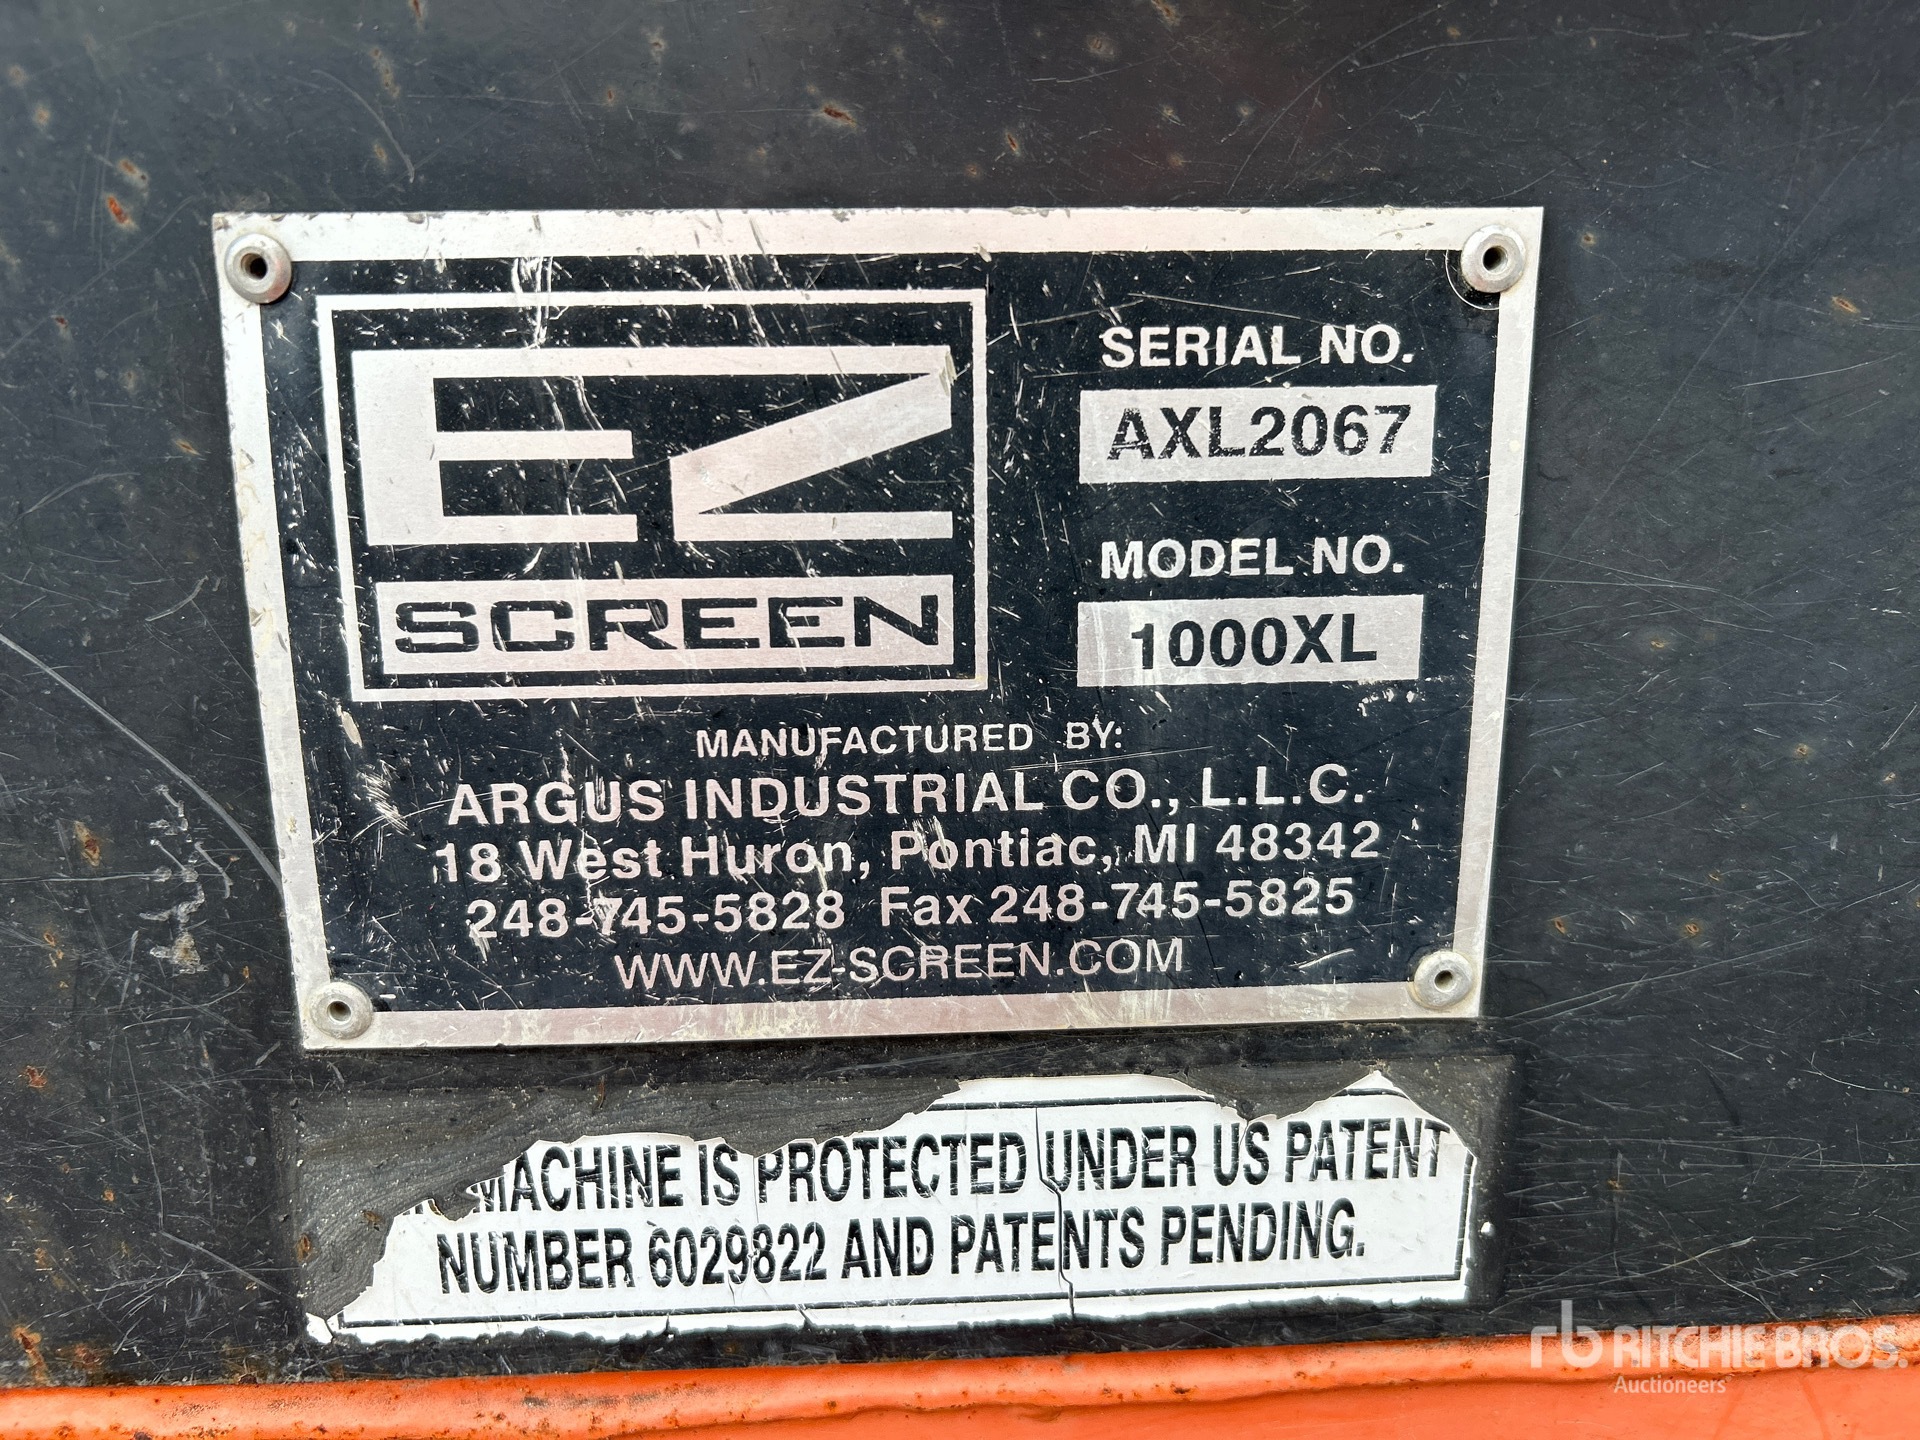 EZ
SCREEN
SERIAL NO.
AXL2067
MODEL NO.
1000XL
MANUFACTURED BY:
ARGUS INDUSTRIAL CO., L.L.C.
18 West Huron, Pontiac, MI 48342
248-745-5828 Fax 248-745-5825
WWW.EZ-SCREEN.COM
MACHINE IS PROTECTED UNDER US PATENT
NUMBER 6029822 AND PATENTS PENDING.
rb RITCHIE BROS.
Auctioneers